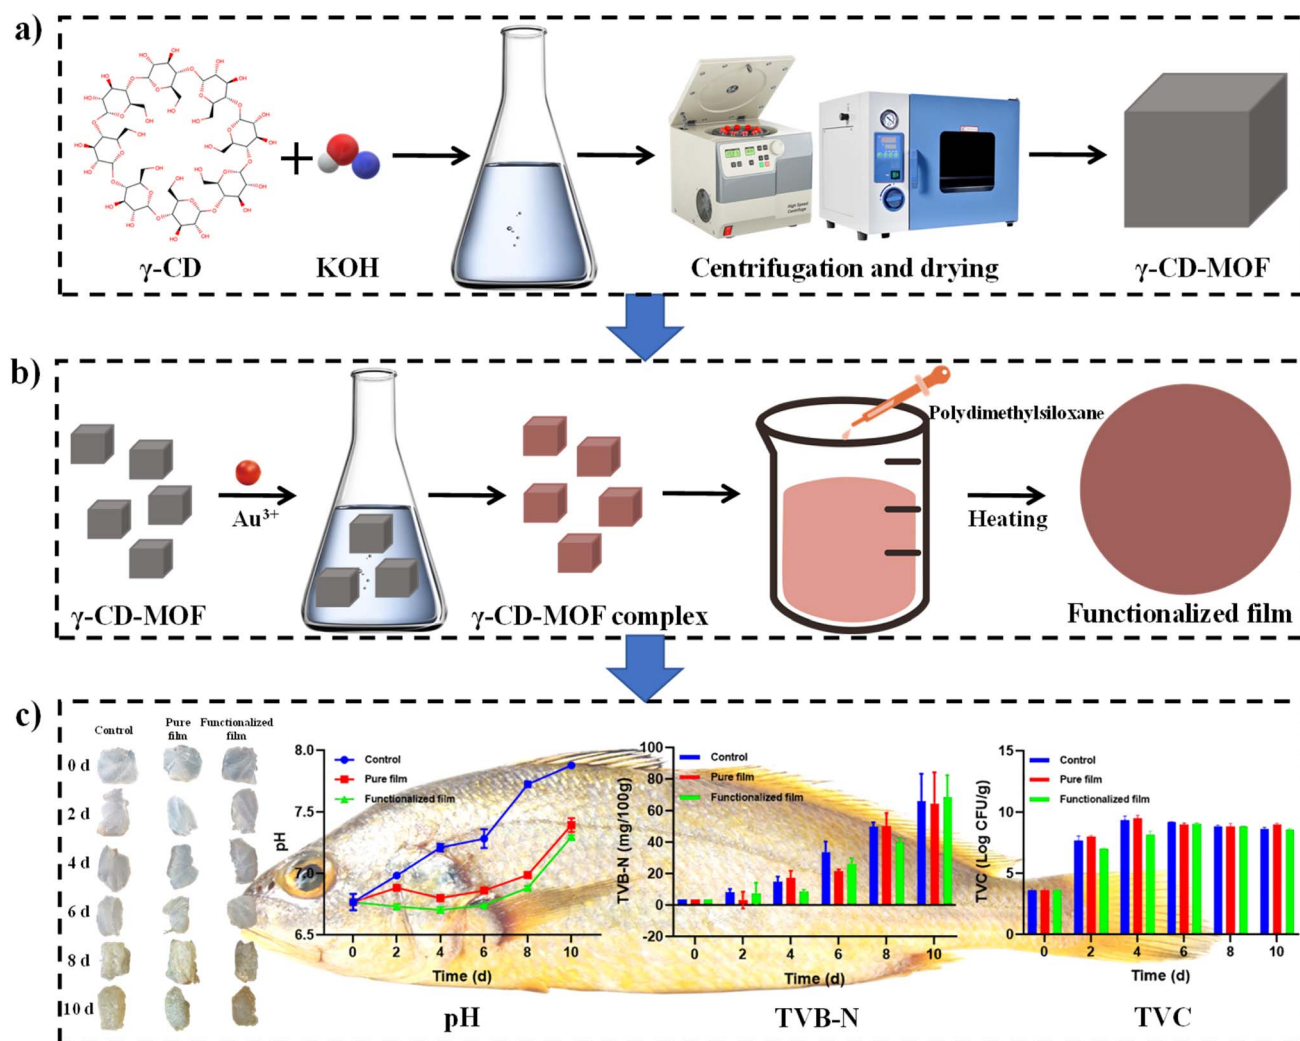 a)
γ-CD
KOH
High Speed
Centrifuge
Centrifugation and drying
γ-CD-MOF
b)
γ-CD-MOF
Au³⁺
γ-CD-MOF complex
Polydimethylsiloxane
Heating
Functionalized film
c)
Control
Pure film
Functionalized film
0 d
2 d
4 d
6 d
8 d
10 d
8.0
7.5
7.0
6.5
pH
Control
Pure film
Functionalized film
0 2 4 6 8 10
Time (d)
pH
100
80
60
40
20
0
-20
TVB-N (mg/100g)
Control
Pure film
Functionalized film
0 2 4 6 8 10
Time (d)
TVB-N
15
10
5
0
TVC (Log CFU/g)
Control
Pure film
Functionalized film
0 2 4 6 8 10
Time (d)
TVC